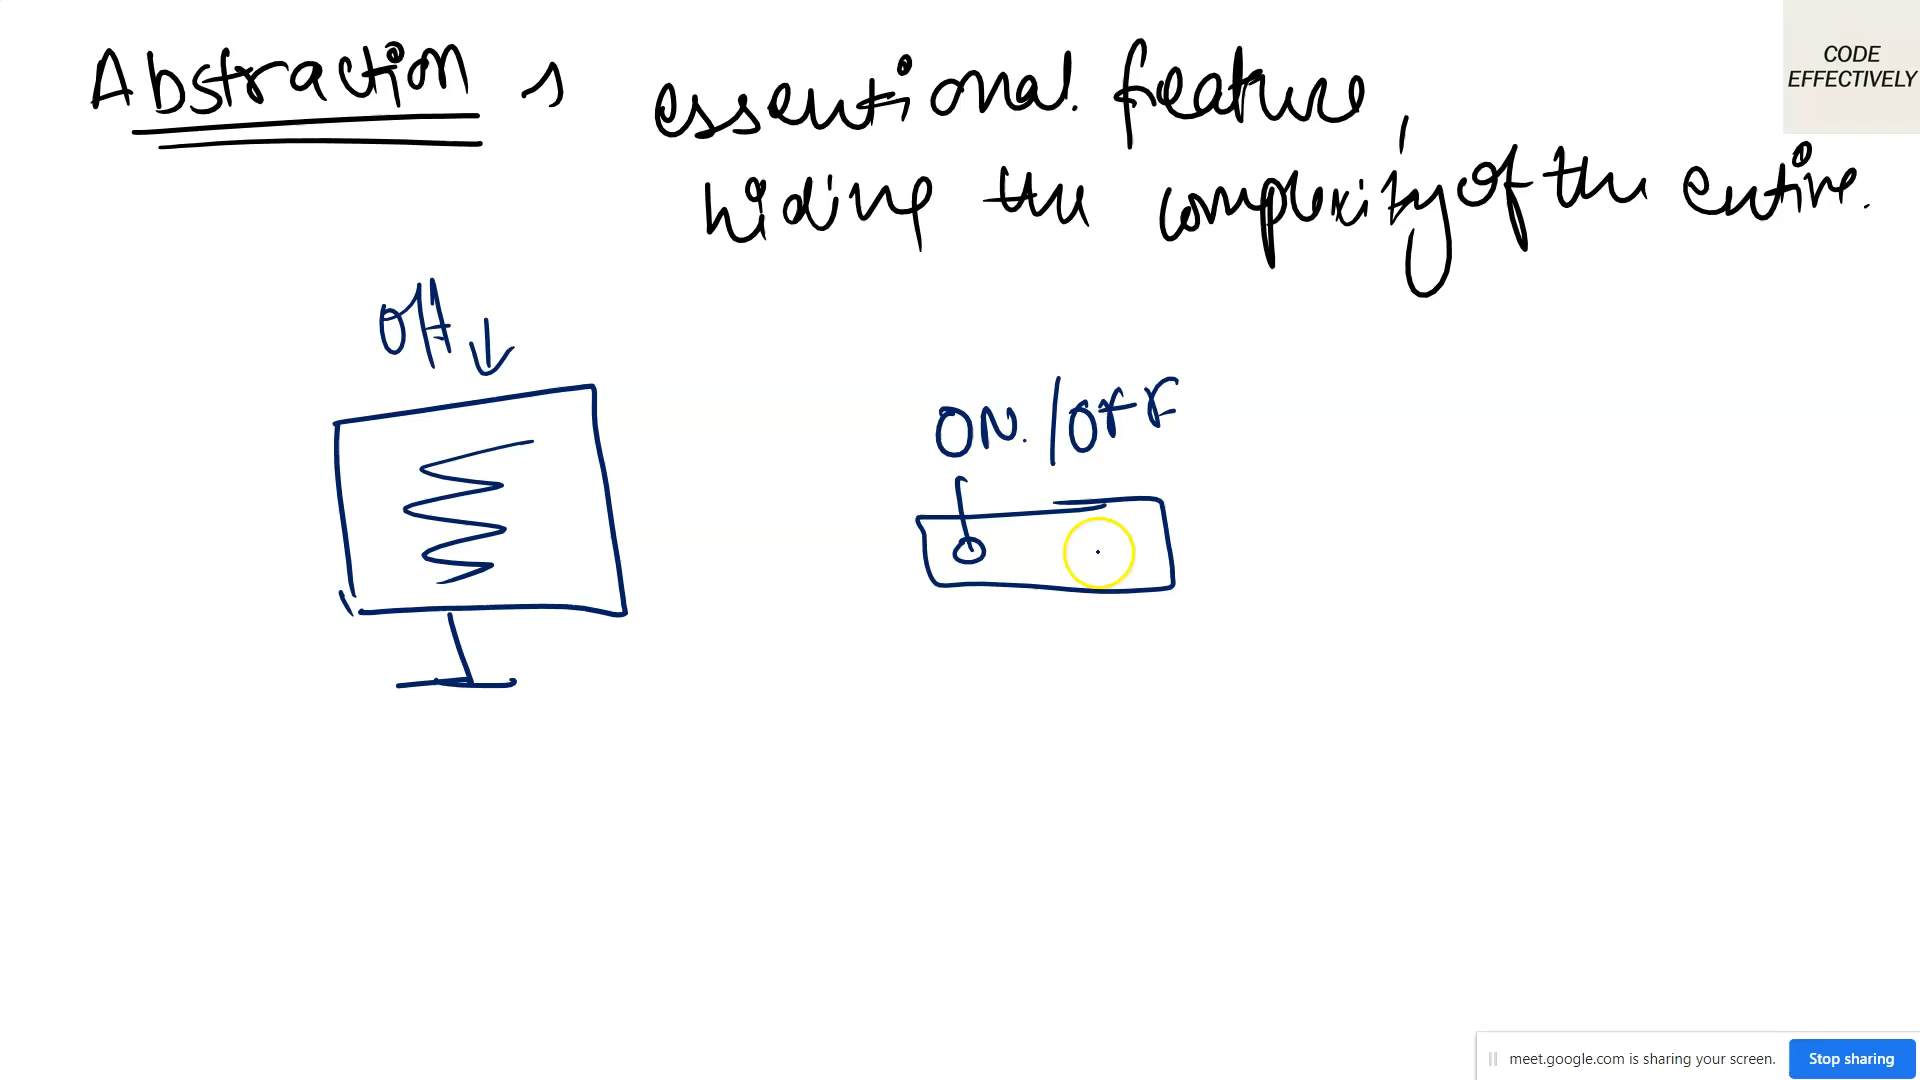 Abstraction
essential feature,
hiding the complexity of the entire.
CODE
EFFECTIVELY
Off
ON. / OFF
meet.google.com is sharing your screen.
Stop sharing